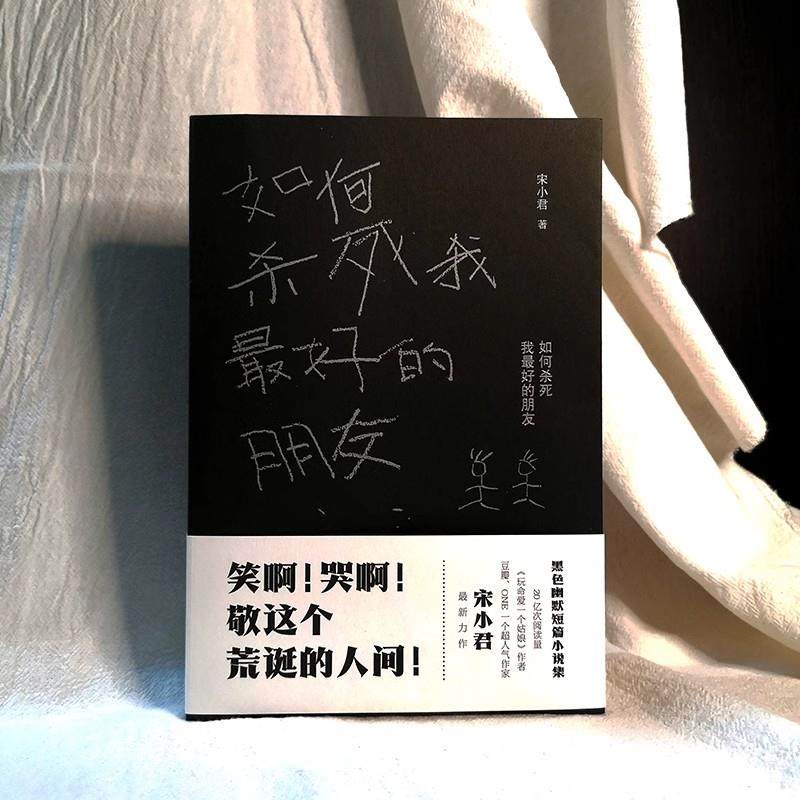 如何
杀死我
最好的
朋友
宋小君 著
如何杀死
我最好的朋友
笑啊！哭啊！
敬这个
荒诞的人间！
黑色幽默短篇小说集
20亿次阅读量
《玩命爱一个姑娘》作者
豆瓣、ONE 一个超人气作家
宋小君
最新力作